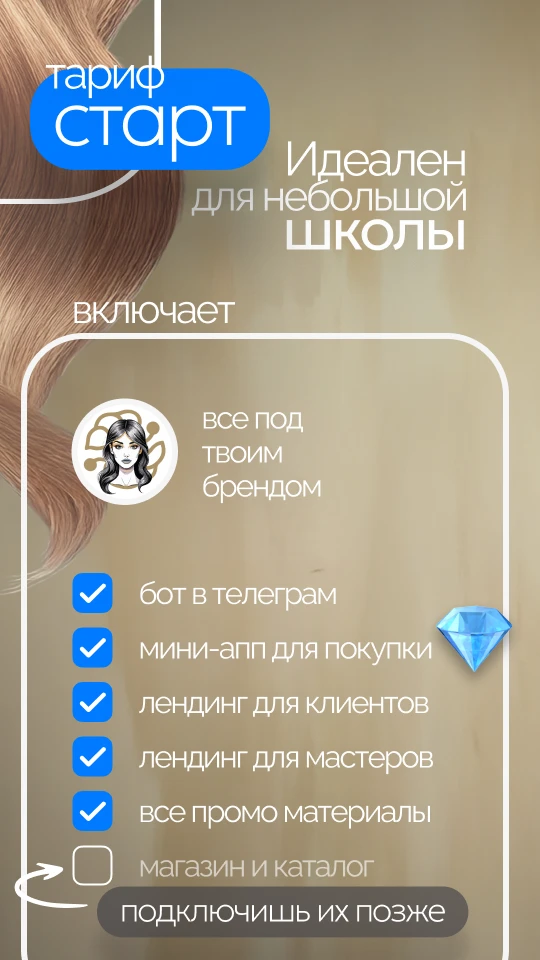 тариф
старт
Идеален
для небольшой
школы
включает
все под
твоим
брендом
бот в телеграм
мини-апп для покупки
лендинг для клиентов
лендинг для мастеров
все промо материалы
магазин и каталог
подключишь их позже